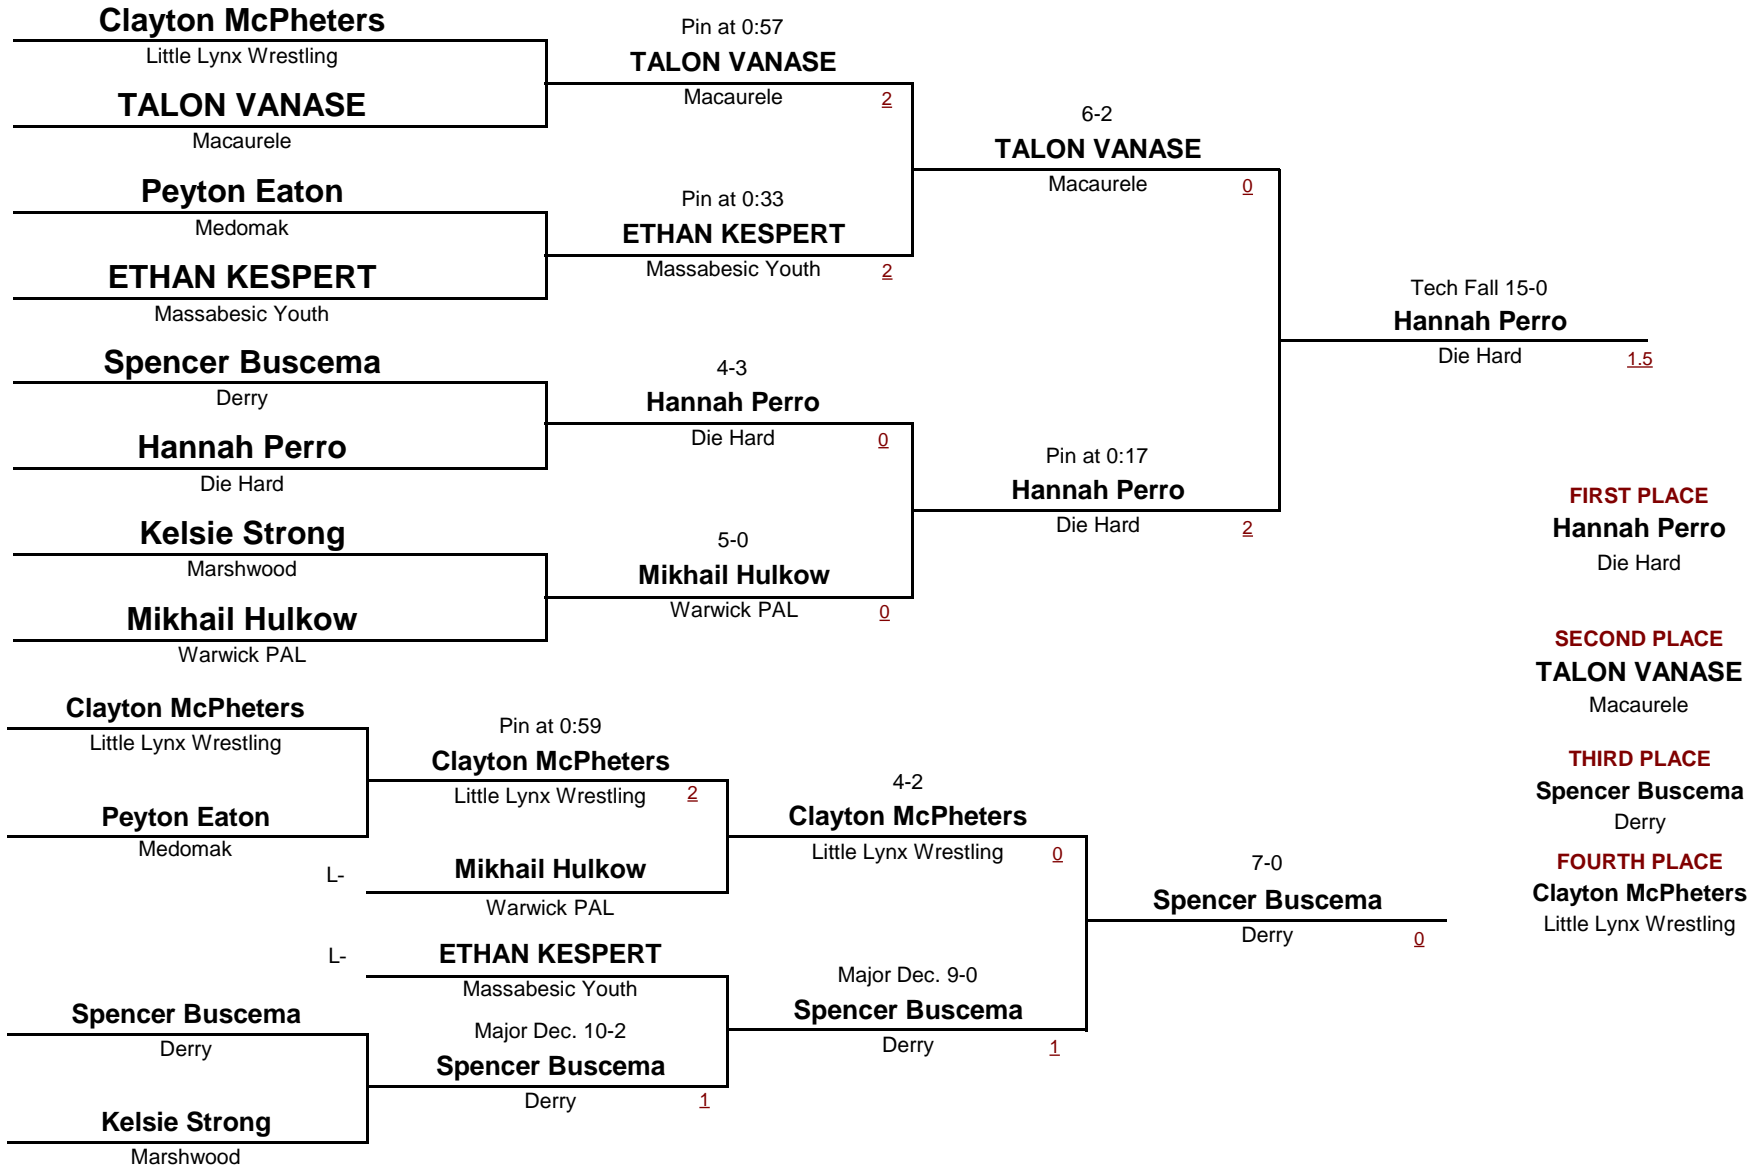 Clayton McPheters
Little Lynx Wrestling
TALON VANASE
Macaurele
Peyton Eaton
Medomak
ETHAN KESPERT
Massabesic Youth
Spencer Buscema
Derry
Hannah Perro
Die Hard
Kelsie Strong
Marshwood
Mikhail Hulkow
Warwick PAL
Pin at 0:57
TALON VANASE
Macaurele 2
Pin at 0:33
ETHAN KESPERT
Massabesic Youth 2
4-3
Hannah Perro
Die Hard 0
5-0
Mikhail Hulkow
Warwick PAL 0
6-2
TALON VANASE
Macaurele 0
Pin at 0:17
Hannah Perro
Die Hard 2
Tech Fall 15-0
Hannah Perro
Die Hard 1.5
FIRST PLACE
Hannah Perro
Die Hard
SECOND PLACE
TALON VANASE
Macaurele
THIRD PLACE
Spencer Buscema
Derry
FOURTH PLACE
Clayton McPheters
Little Lynx Wrestling
Clayton McPheters
Little Lynx Wrestling
Peyton Eaton
Medomak
Spencer Buscema
Derry
Kelsie Strong
Marshwood
Pin at 0:59
Clayton McPheters
Little Lynx Wrestling 2
L- Mikhail Hulkow
Warwick PAL
L- ETHAN KESPERT
Massabesic Youth
Major Dec. 10-2
Spencer Buscema
Derry 1
4-2
Clayton McPheters
Little Lynx Wrestling 0
Major Dec. 9-0
Spencer Buscema
Derry 1
7-0
Spencer Buscema
Derry 0